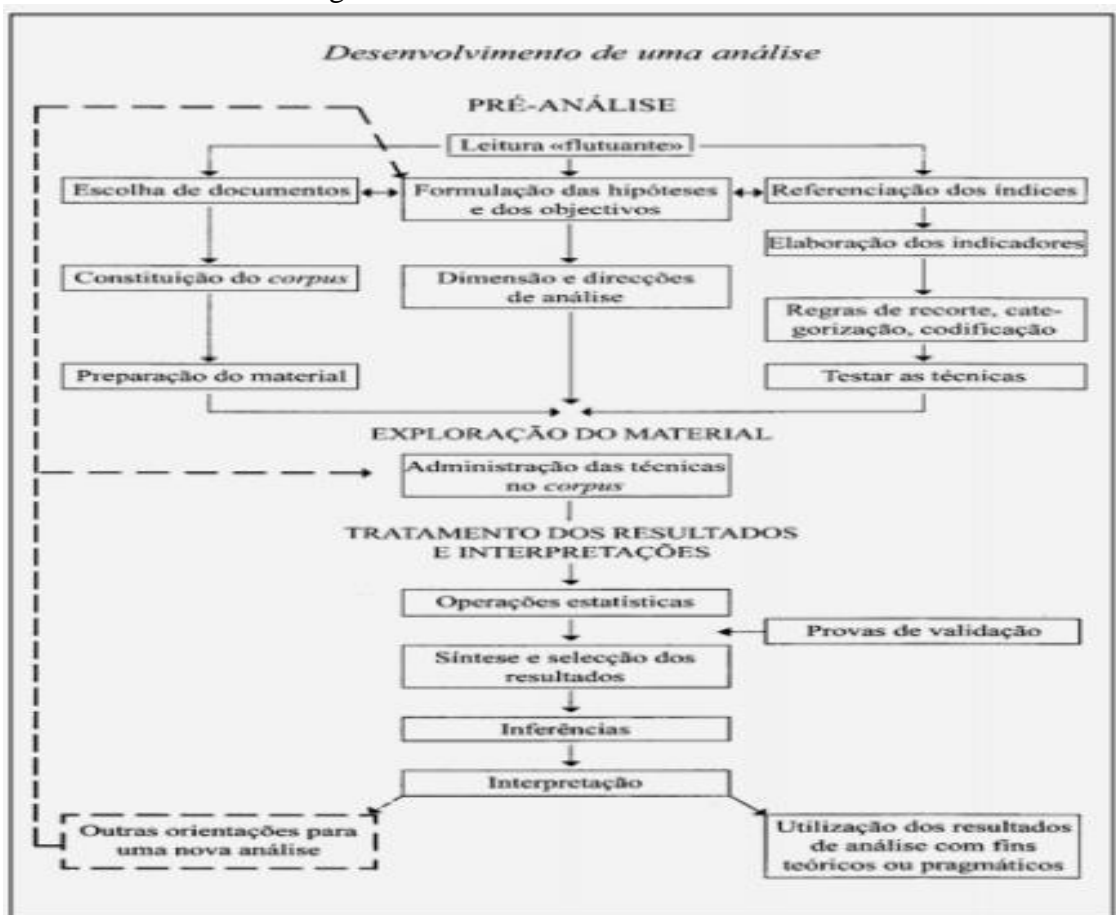 Desenvolvimento de uma análise
PRÉ-ANÁLISE
Leitura «flutuante»
Escolha de documentos
Formulação das hipóteses
e dos objectivos
Referenciação dos índices
Elaboração dos indicadores
Constituição do corpus
Dimensão e direcções
de análise
Regras de recorte, cate-
gorização, codificação
Preparação do material
Testar as técnicas
EXPLORAÇÃO DO MATERIAL
Administração das técnicas
no corpus
TRATAMENTO DOS RESULTADOS
E INTERPRETAÇÕES
Operações estatísticas
Provas de validação
Síntese e selecção dos
resultados
Inferências
Interpretação
Outras orientações para
uma nova análise
Utilização dos resultados
de análise com fins
teóricos ou pragmáticos